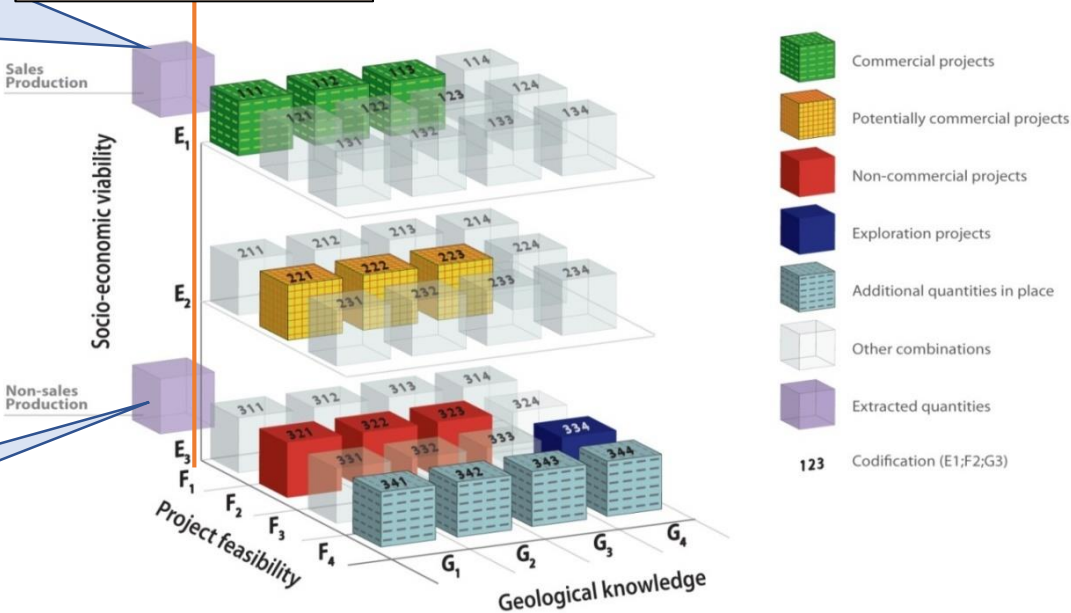 Sales
Production
Socio-economic viability
E1
111
112
113
114
121
122
123
124
131
132
133
134
E2
211
212
213
214
221
222
223
224
231
232
233
234
Non-sales
Production
E3
311
312
313
314
321
322
323
324
331
332
333
334
341
342
343
344
F1
F2
F3
F4
Project feasibility
G1
G2
G3
G4
Geological knowledge
Commercial projects
Potentially commercial projects
Non-commercial projects
Exploration projects
Additional quantities in place
Other combinations
Extracted quantities
123 Codification (E1;F2;G3)